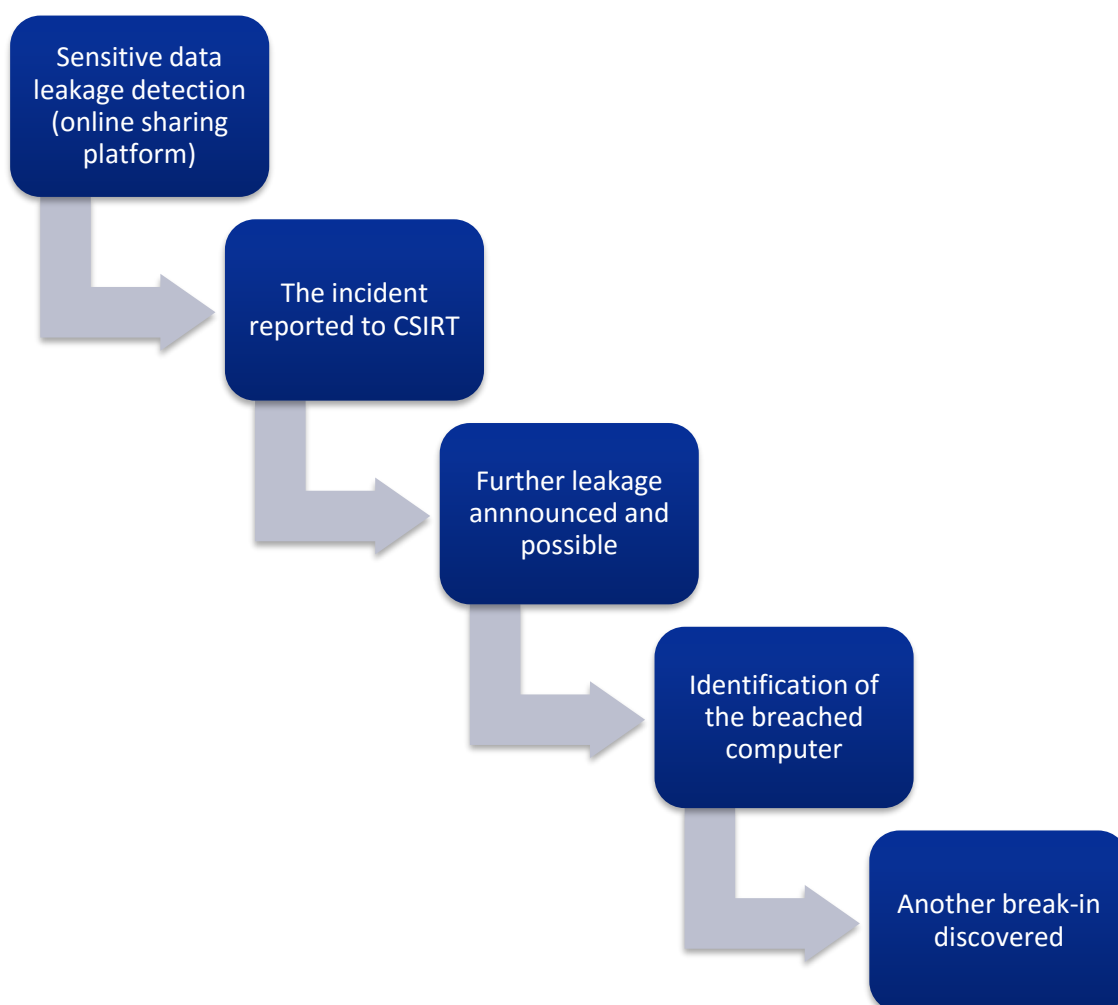 Sensitive data
leakage detection
(online sharing
platform)
The incident
reported to CSIRT
Further leakage
annnounced and
possible
Identification of
the breached
computer
Another break-in
discovered